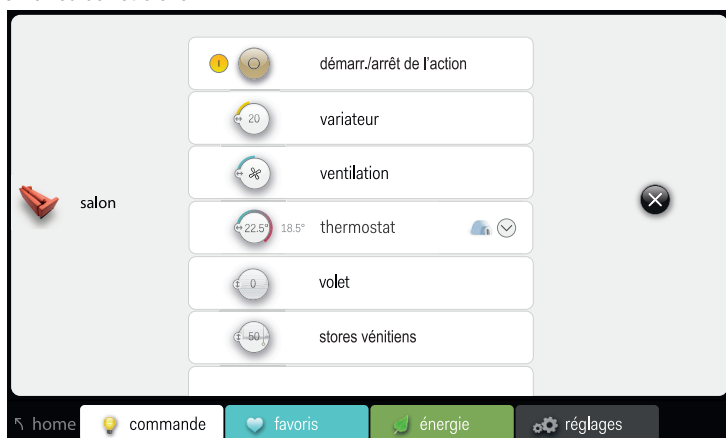 démarr./arrêt de l'action
20 variateur
ventilation
salon
22.5° 18.5° thermostat
0 volet
50 stores vénitiens
home commande favoris énergie réglages